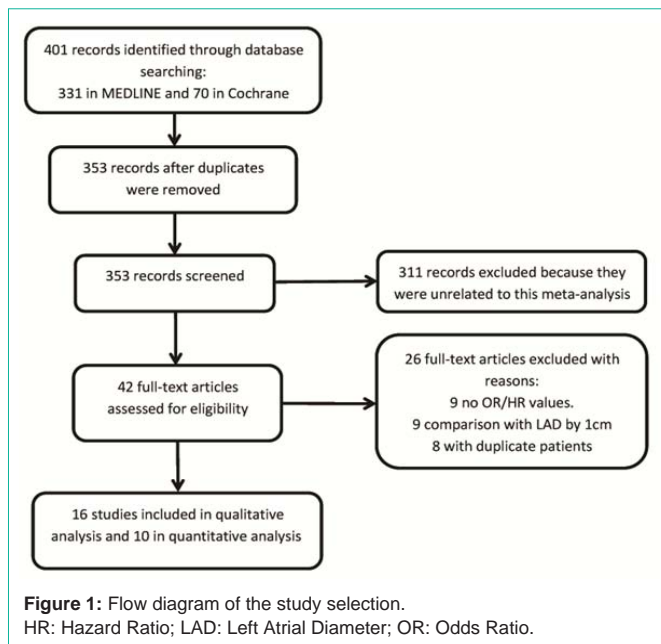 401 records identified through database
searching:
331 in MEDLINE and 70 in Cochrane
353 records after duplicates
were removed
353 records screened
311 records excluded because they
were unrelated to this meta-analysis
42 full-text articles
assessed for eligibility
26 full-text articles excluded with
reasons:
9 no OR/HR values.
9 comparison with LAD by 1cm
8 with duplicate patients
16 studies included in qualitative
analysis and 10 in quantitative analysis
Figure 1: Flow diagram of the study selection.
HR: Hazard Ratio; LAD: Left Atrial Diameter; OR: Odds Ratio.